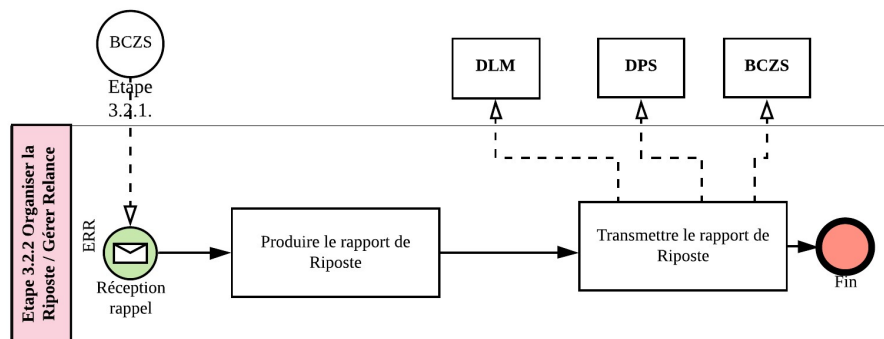 BCZS
Etape
3.2.1.
DLM
DPS
BCZS
Etape 3.2.2 Organiser la
Riposte / Gérer Relance
ERR
Réception
rappel
Produire le rapport de
Riposte
Transmettre le rapport de
Riposte
Fin